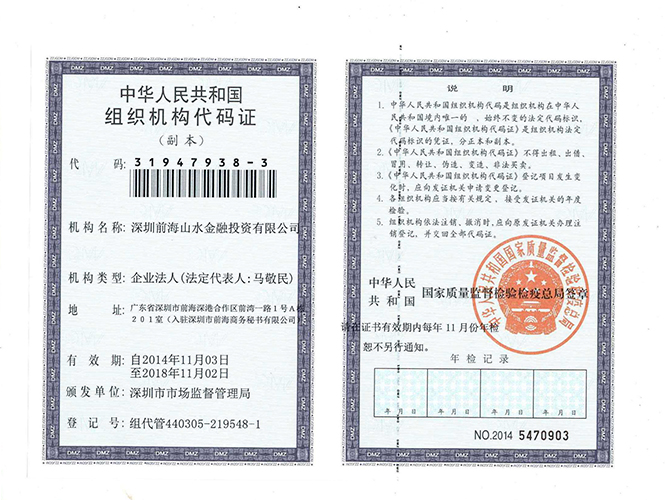 中华人民共和国
组织机构代码证
(副本)
代 码: 31947938-3
机构名称: 深圳前海山水金融投资有限公司
机构类型: 企业法人(法定代表人:马敬民)
地 址: 广东省深圳市前海深港合作区前湾一路1号A栋
201室(入驻深圳市前海商务秘书有限公司)
有 效 期: 自2014年11月03日
至2018年11月02日
颁发单位: 深圳市市场监督管理局
登 记 号: 组代管440305-219548-1
说 明
1. 中华人民共和国组织机构代码是组织机构在中华人
民共和国境内唯一的、始终不变的法定代码标识,
《中华人民共和国组织机构代码证》是组织机构法定
代码标识的凭证,分正本和副本。
2. 《中华人民共和国组织机构代码证》不得出租、出借、
冒用、转让、伪造、变造、非法买卖。
3. 《中华人民共和国组织机构代码证》登记项目发生变
化时,应向发证机关申请变更登记。
4. 各组织机构应当按有关规定、接受发证机关的年度
检验。
5. 组织机构依法注销、撤消时,应向原发证机关办理注
销登记,并交回全部代码证。
中华人民
共和国 国家质量监督检验检疫总局签章
中华人民共和国国家质量监督检验检疫总局
请在证书有效期内每年11月份年检
恕不另待通知。
年检记录
年 月 日 年 月 日 年 月 日 年 月 日
NO.2014 5470903